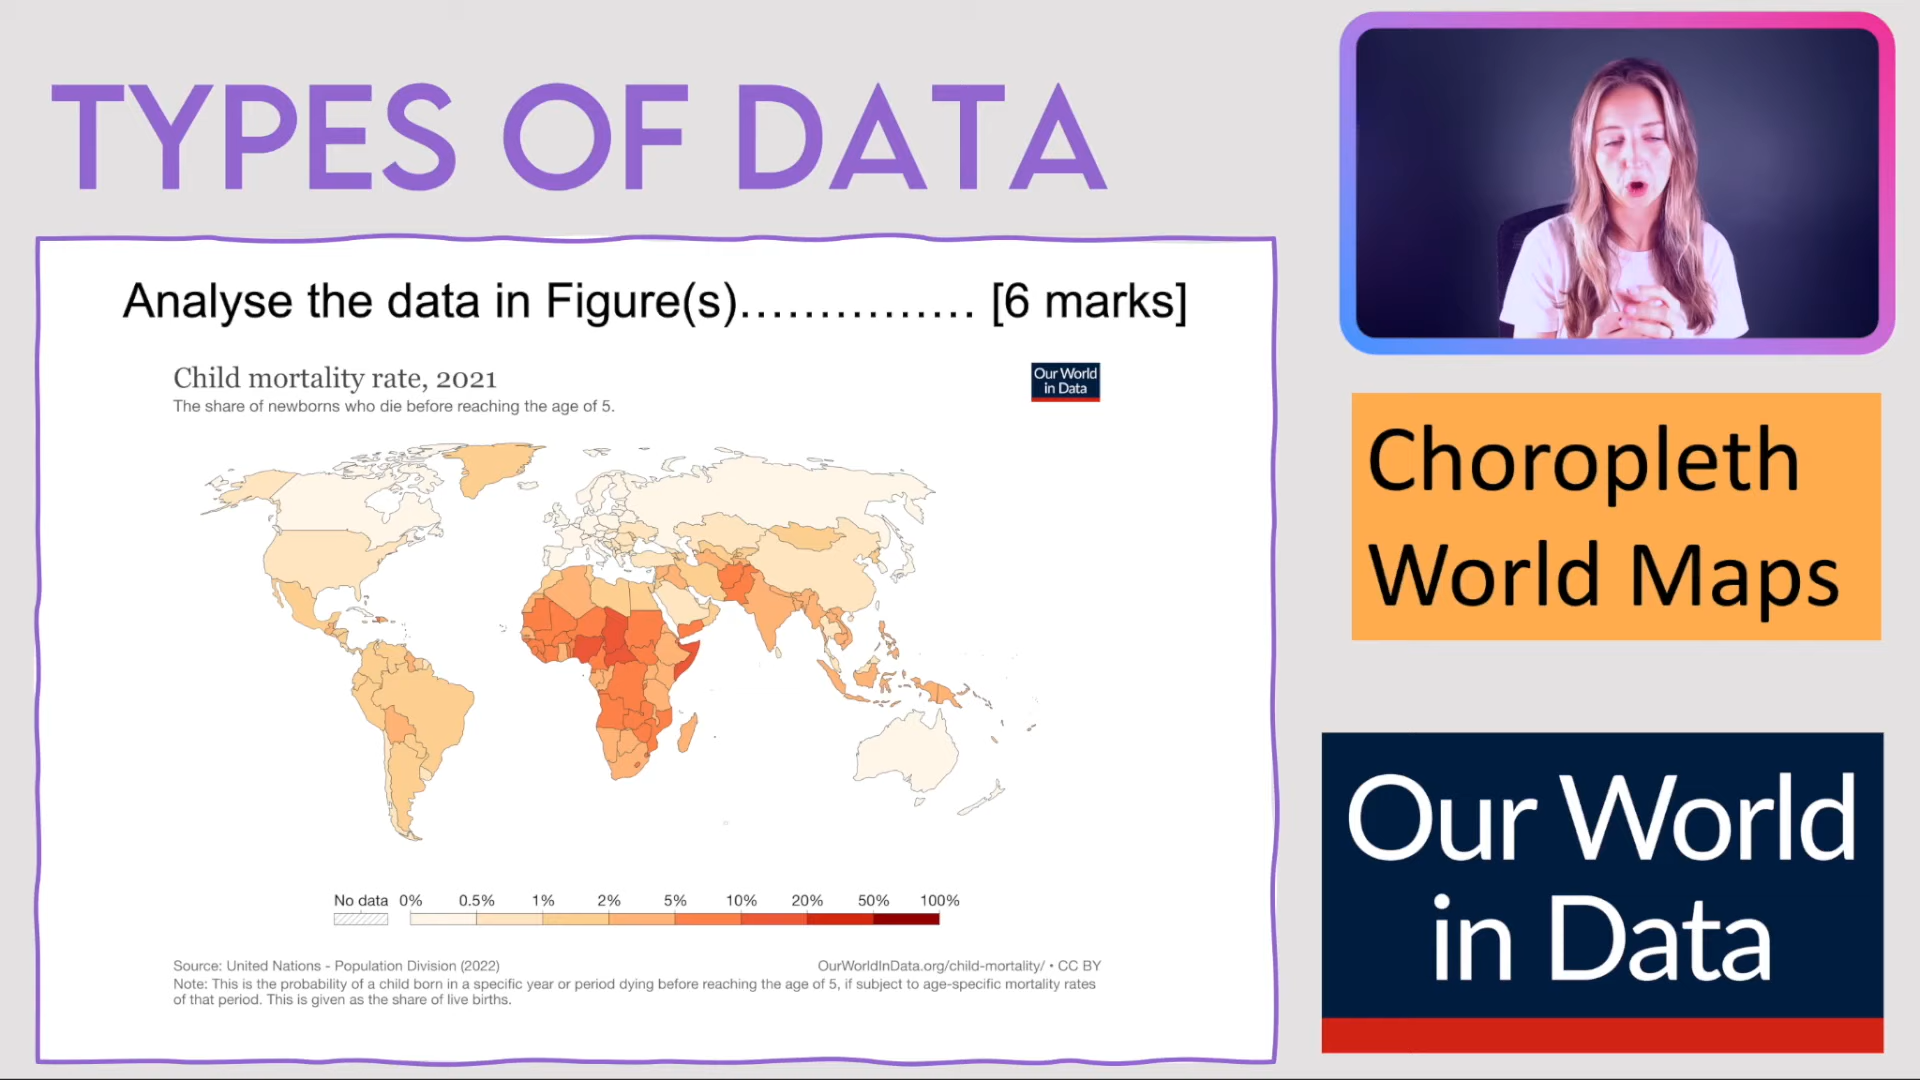 TYPES OF DATA
Analyse the data in Figure(s)............... [6 marks]
Child mortality rate, 2021
The share of newborns who die before reaching the age of 5.
Our World
in Data
No data 0% 0.5% 1% 2% 5% 10% 20% 50% 100%
Source: United Nations - Population Division (2022)
OurWorldInData.org/child-mortality/ • CC BY
Note: This is the probability of a child born in a specific year or period dying before reaching the age of 5, if subject to age-specific mortality rates
of that period. This is given as the share of live births.
Choropleth
World Maps
Our World
in Data